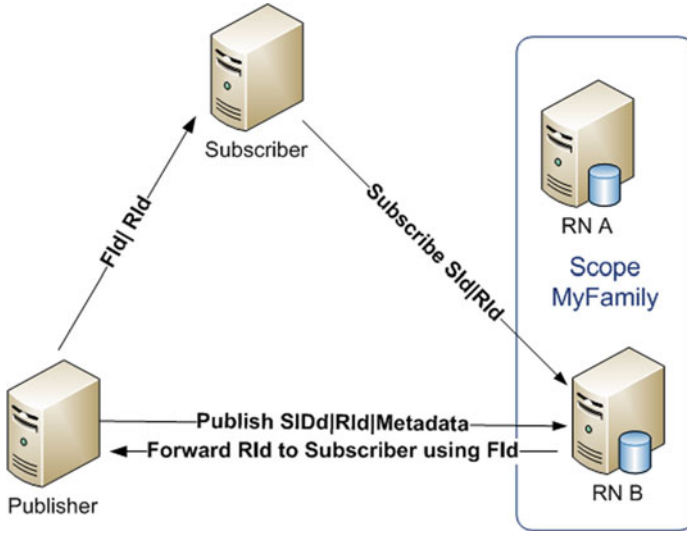 Subscriber
FId| RId
Subscribe SId|RId
RN A
Scope
MyFamily
Publish SIDd|RId|Metadata
Forward RId to Subscriber using FId
Publisher
RN B